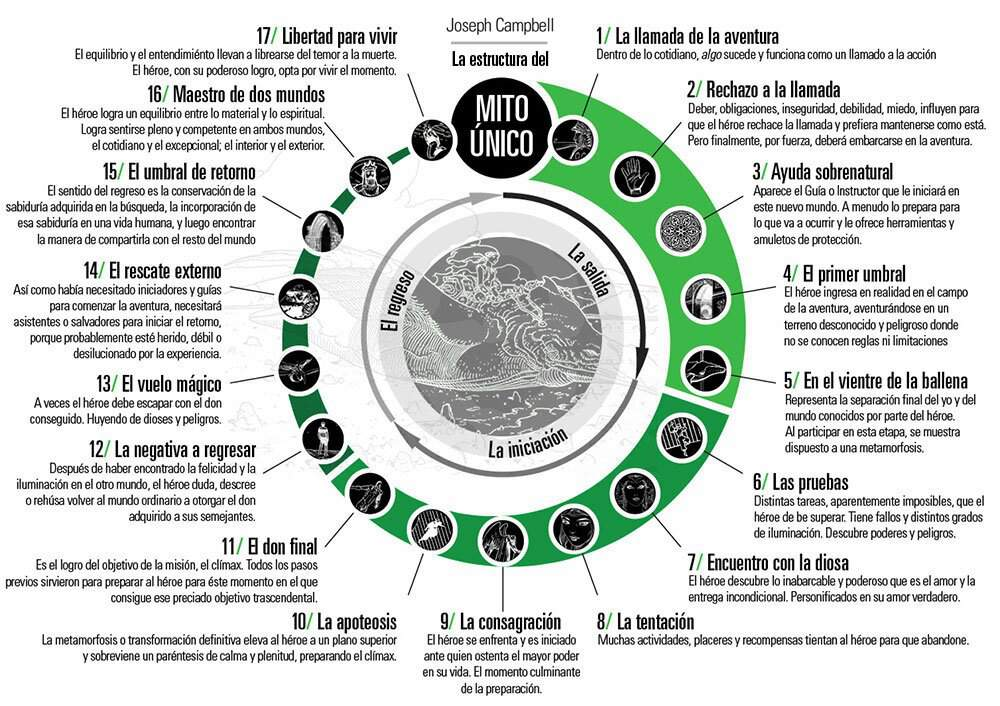 Joseph Campbell
La estructura del
MITO
ÚNICO
1/ La llamada de la aventura
Dentro de lo cotidiano, algo sucede y funciona como un llamado a la acción
2/ Rechazo a la llamada
Deber, obligaciones, inseguridad, debilidad, miedo, influyen para
que el héroe rechace la llamada y prefiera mantenerse como está.
Pero finalmente, por fuerza, deberá embarcarse en la aventura.
3/ Ayuda sobrenatural
Aparece el Guía o Instructor que le iniciará en
este nuevo mundo. A menudo lo prepara para
lo que va a ocurrir y le ofrece herramientas y
amuletos de protección.
4/ El primer umbral
El héroe ingresa en realidad en el campo
de la aventura, aventurándose en un
terreno desconocido y peligroso donde
no se conocen reglas ni limitaciones
5/ En el vientre de la ballena
Representa la separación final del yo y del
mundo conocidos por parte del héroe.
Al participar en esta etapa, se muestra
dispuesto a una metamorfosis.
6/ Las pruebas
Distintas tareas, aparentemente imposibles, que el
héroe de be superar. Tiene fallos y distintos grados
de iluminación. Descubre poderes y peligros.
7/ Encuentro con la diosa
El héroe descubre lo inabarcable y poderoso que es el amor y la
entrega incondicional. Personificados en su amor verdadero.
8/ La tentación
Muchas actividades, placeres y recompensas tientan al héroe para que abandone.
9/ La consagración
El héroe se enfrenta y es iniciado
ante quien ostenta el mayor poder
en su vida. El momento culminante
de la preparación.
10/ La apoteosis
La metamorfosis o transformación definitiva eleva al héroe a un plano superior
y sobreviene un paréntesis de calma y plenitud, preparando el clímax.
11/ El don final
Es el logro del objetivo de la misión, el clímax. Todos los pasos
previos sirvieron para preparar al héroe para éste momento en el que
consigue ese preciado objetivo trascendental.
12/ La negativa a regresar
Después de haber encontrado la felicidad y la
iluminación en el otro mundo, el héroe duda, descree
o rehúsa volver al mundo ordinario a otorgar el don
adquirido a sus semejantes.
13/ El vuelo mágico
A veces el héroe debe escapar con el don
conseguido. Huyendo de dioses y peligros.
14/ El rescate externo
Así como había necesitado iniciadores y guías
para comenzar la aventura, necesitará
asistentes o salvadores para iniciar el retorno,
porque probablemente esté herido, débil o
desilucionado por la experiencia.
15/ El umbral de retorno
El sentido del regreso es la conservación de la
sabiduría adquirida en la búsqueda, la incorporación de
esa sabiduría en una vida humana, y luego encontrar
la manera de compartirla con el resto del mundo
16/ Maestro de dos mundos
El héroe logra un equilibrio entre lo material y lo espiritual.
Logra sentirse pleno y competente en ambos mundos,
el cotidiano y el excepcional; el interior y el exterior.
17/ Libertad para vivir
El equilibrio y el entendimiénto llevan a librearse del temor a la muerte.
El héroe, con su poderoso logro, opta por vivir el momento.
La salida
La iniciación
El regreso